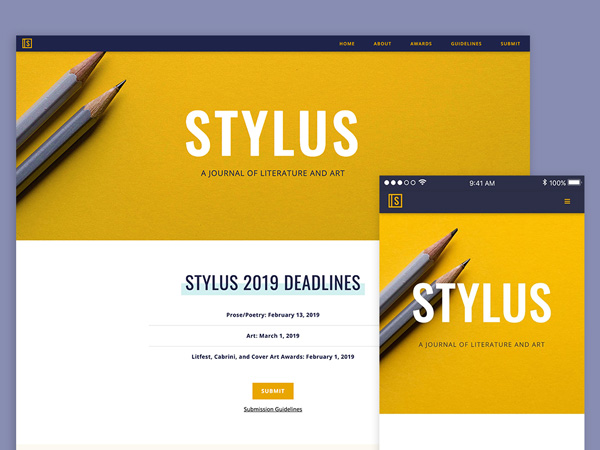 S
HOME ABOUT AWARDS GUIDELINES SUBMIT
STYLUS
A JOURNAL OF LITERATURE AND ART
STYLUS 2019 DEADLINES
Prose/Poetry: February 13, 2019
Art: March 1, 2019
Litfest, Cabrini, and Cover Art Awards: February 1, 2019
SUBMIT
Submission Guidelines
9:41 AM 100%
S
STYLUS
A JOURNAL OF LITERATURE AND ART